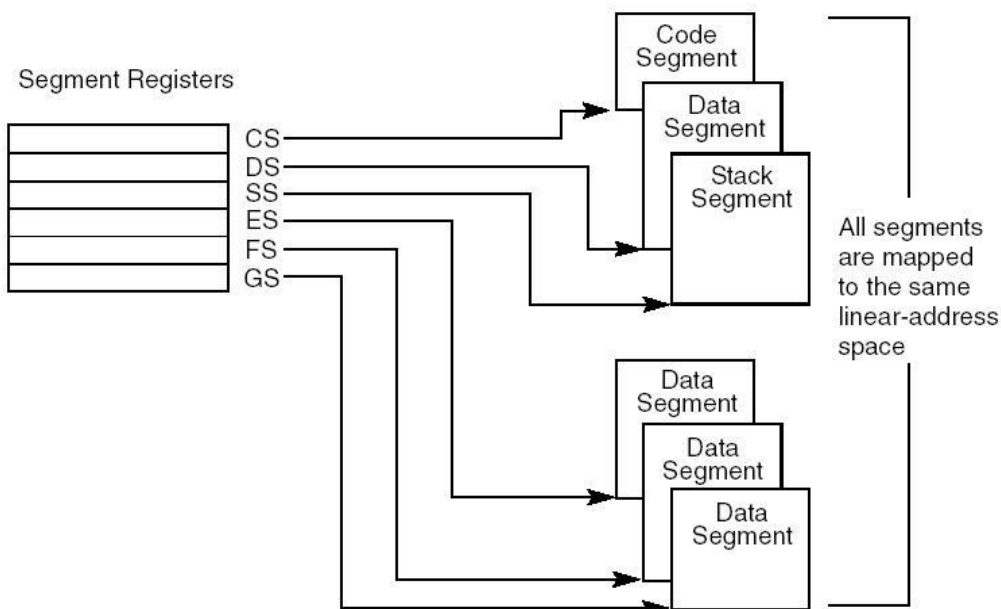 Segment Registers
CS
DS
SS
ES
FS
GS
Code
Segment
Data
Segment
Stack
Segment
Data
Segment
Data
Segment
Data
Segment
All segments
are mapped
to the same
linear-address
space